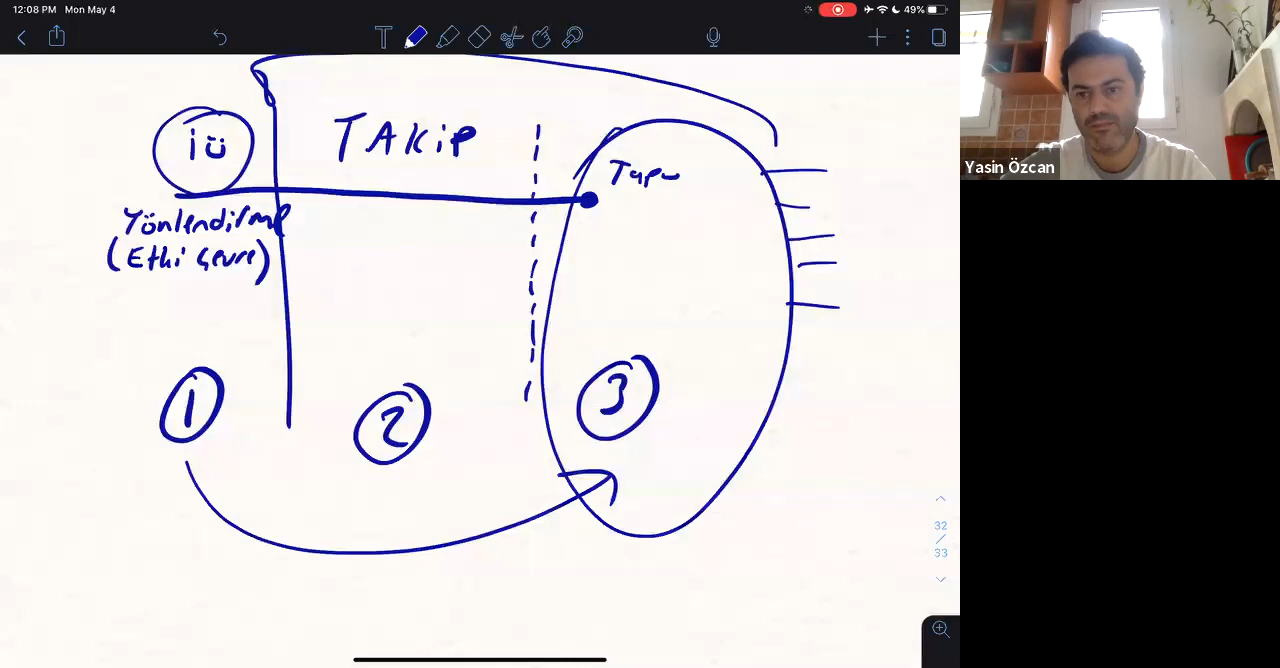 12:08 PM Mon May 4
49%
T
İÜ
TAKİP
Tapu
Yönlendirme
(Etki Çevre)
1
2
3
32
33
Yasin Özcan